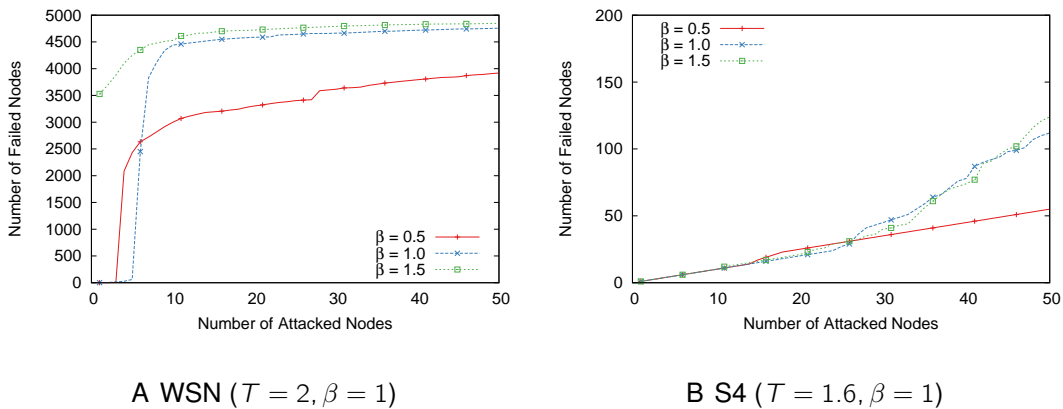 5000
4500
4000
3500
3000
2500
2000
1500
1000
500
0
Number of Failed Nodes
0 10 20 30 40 50
Number of Attacked Nodes
β = 0.5
β = 1.0
β = 1.5
A WSN (T = 2, β = 1)
200
150
100
50
0
Number of Failed Nodes
β = 0.5
β = 1.0
β = 1.5
0 10 20 30 40 50
Number of Attacked Nodes
B S4 (T = 1.6, β = 1)